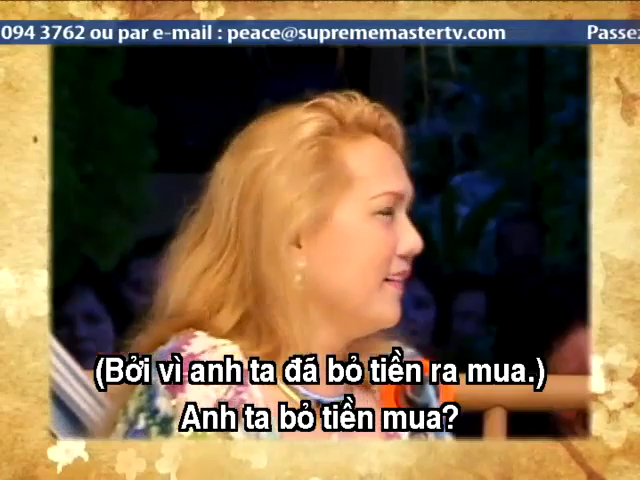 094 3762 ou par e-mail : peace@suprememastertv.com Passez
(Bởi vì anh ta đã bỏ tiền ra mua.)
Anh ta bỏ tiền mua?